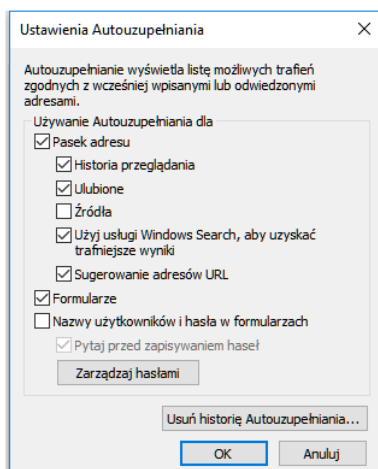 Ustawienia Autouzupełniania
Autouzupełnianie wyświetla listę możliwych trafień
zgodnych z wcześniej wpisanymi lub odwiedzonymi
adresami.
Używanie Autouzupełniania dla
Pasek adresu
Historia przeglądania
Ulubione
Źródła
Użyj usługi Windows Search, aby uzyskać
trafniejsze wyniki
Sugerowanie adresów URL
Formularze
Nazwy użytkowników i hasła w formularzach
Pytaj przed zapisywaniem haseł
Zarządzaj hasłami
Usuń historię Autouzupełniania...
OK Anuluj